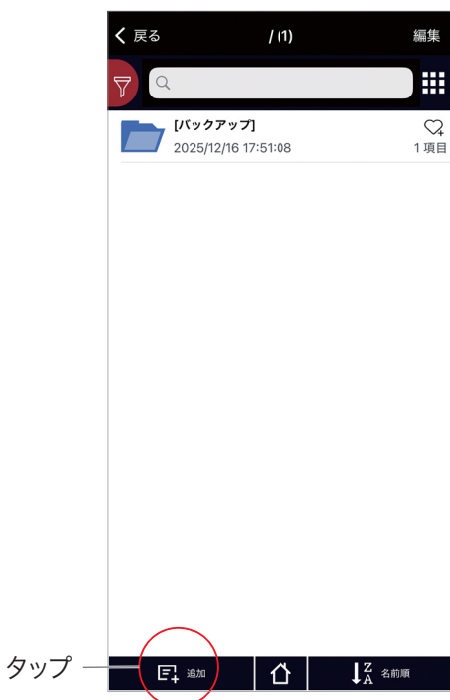 戻る
/ (1)
編集
[バックアップ]
2025/12/16 17:51:08
1 項目
タップ
追加
名前順